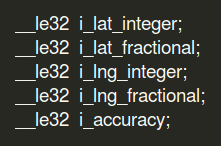 __le32 i_lat_integer;
__le32 i_lat_fractional;
__le32 i_lng_integer;
__le32 i_lng_fractional;
__le32 i_accuracy;